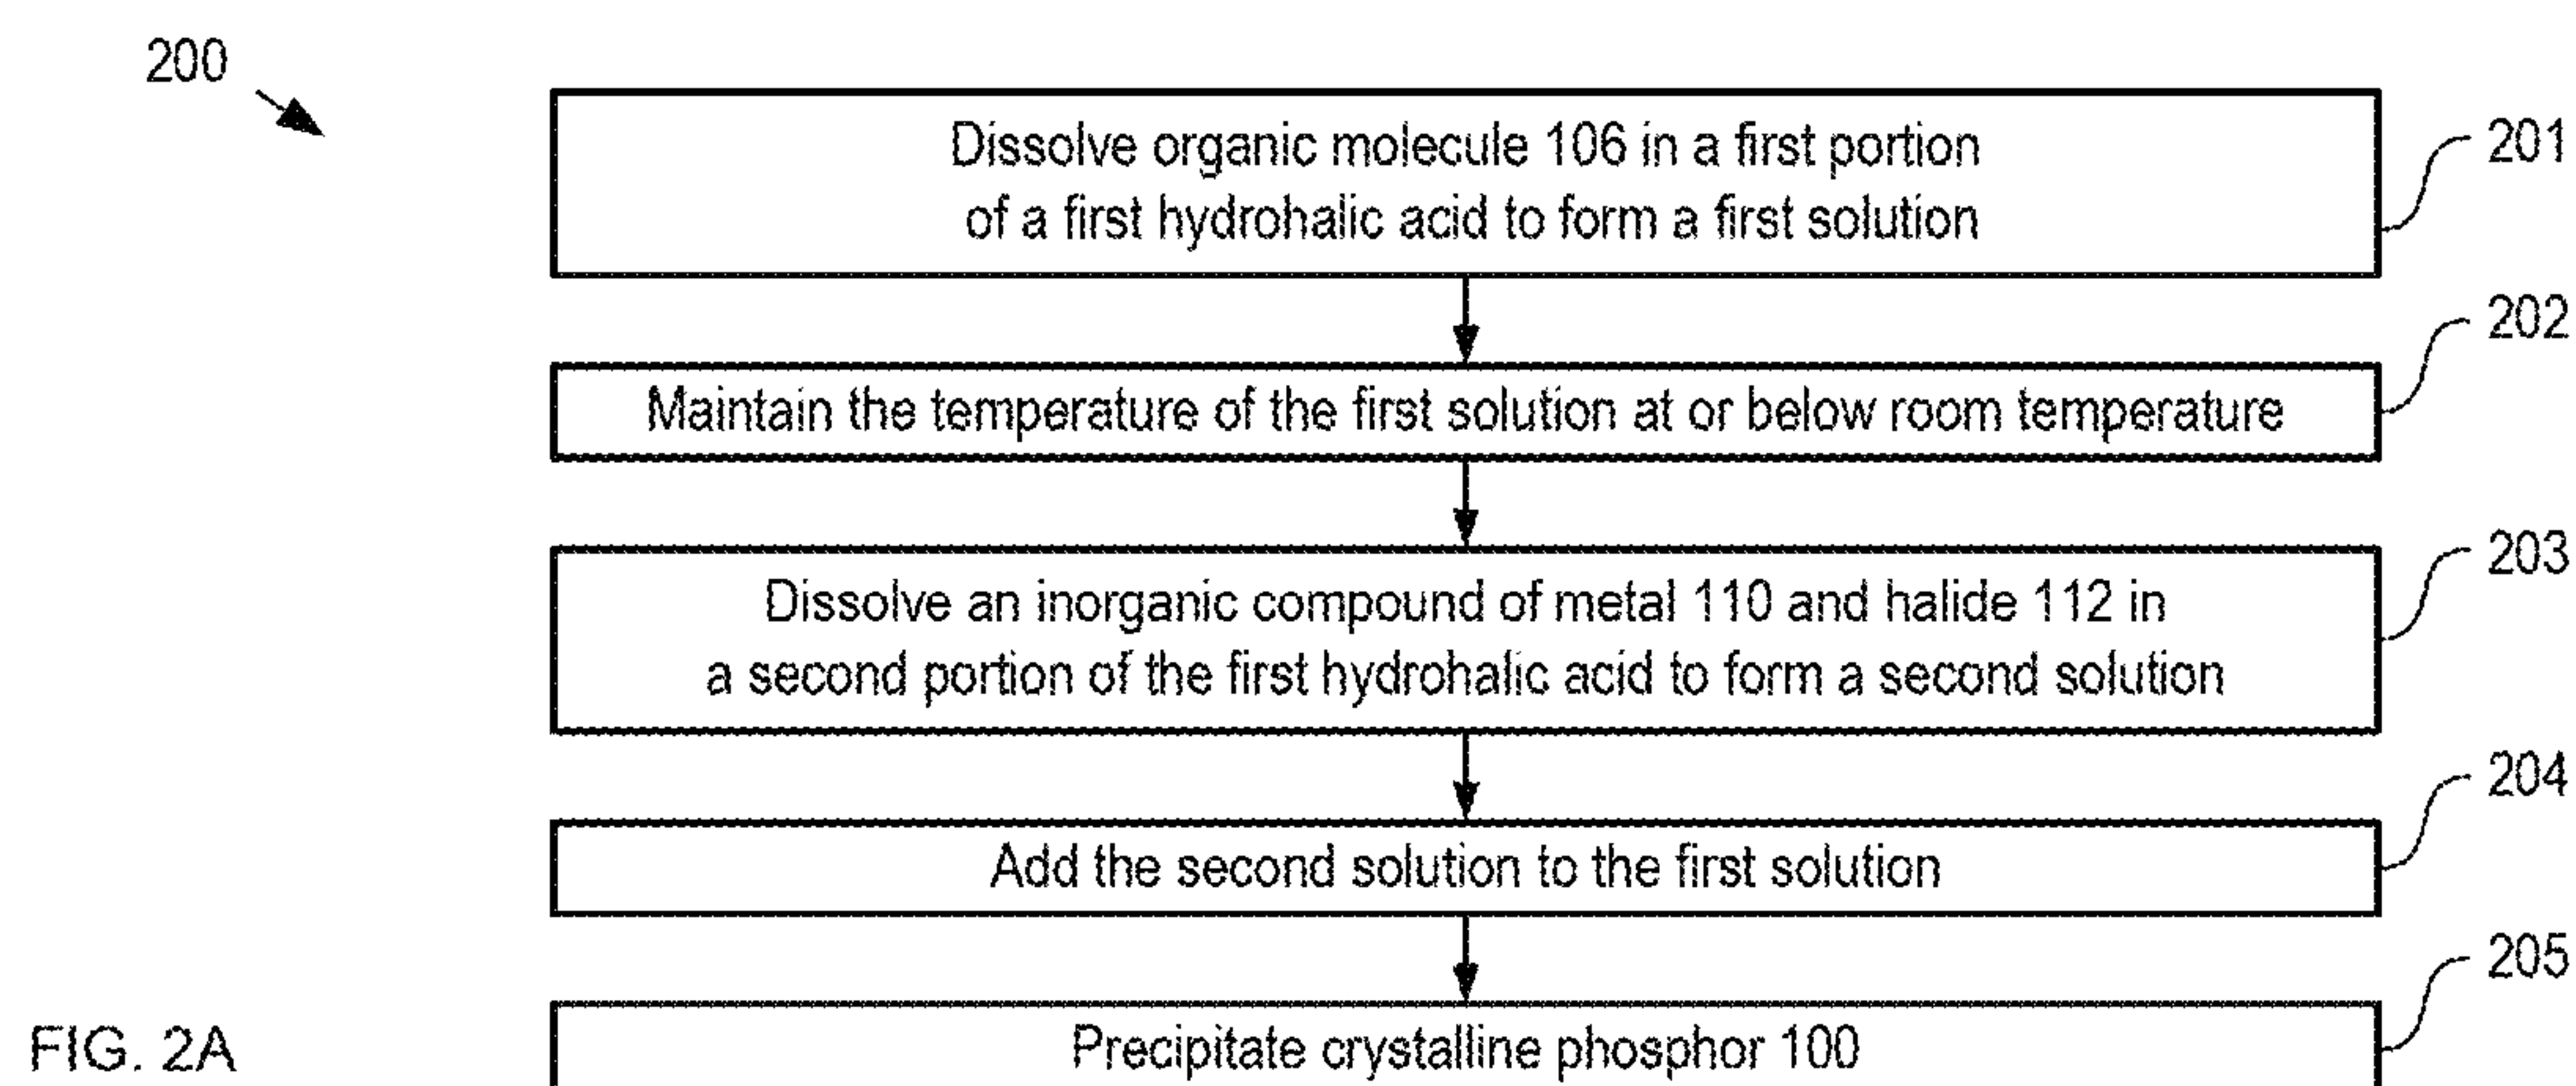 200
Dissolve organic molecule 106 in a first portion
of a first hydrohalic acid to form a first solution
201
Maintain the temperature of the first solution at or below room temperature
202
Dissolve an inorganic compound of metal 110 and halide 112 in
a second portion of the first hydrohalic acid to form a second solution
203
Add the second solution to the first solution
204
Precipitate crystalline phosphor 100
205
FIG. 2A